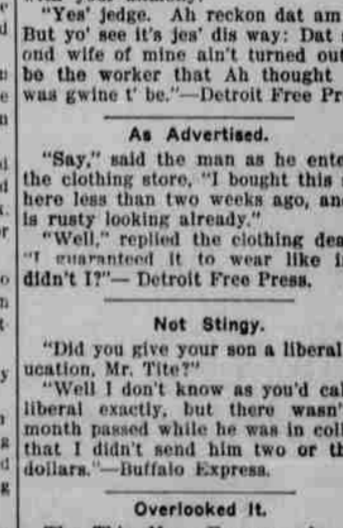 "Yes' jedge. Ah reckon dat am
But yo' see it's jes' dis way: Dat
ond wife of mine ain't turned out
be the worker that Ah thought
was gwine t' be."—Detroit Free Pr
As Advertised.
"Say," said the man as he ente
the clothing store, "I bought this
here less than two weeks ago, an
is rusty looking already."
"Well," replied the clothing dea
"I guaranteed it to wear like i
didn't I?"— Detroit Free Press.
Not Stingy.
"Did you give your son a liberal
ucation, Mr. Tite?"
"Well I don't know as you'd cal
liberal exactly, but there wasn'
month passed while he was in coll
that I didn't send him two or th
dollars."—Buffalo Express.
Overlooked It.